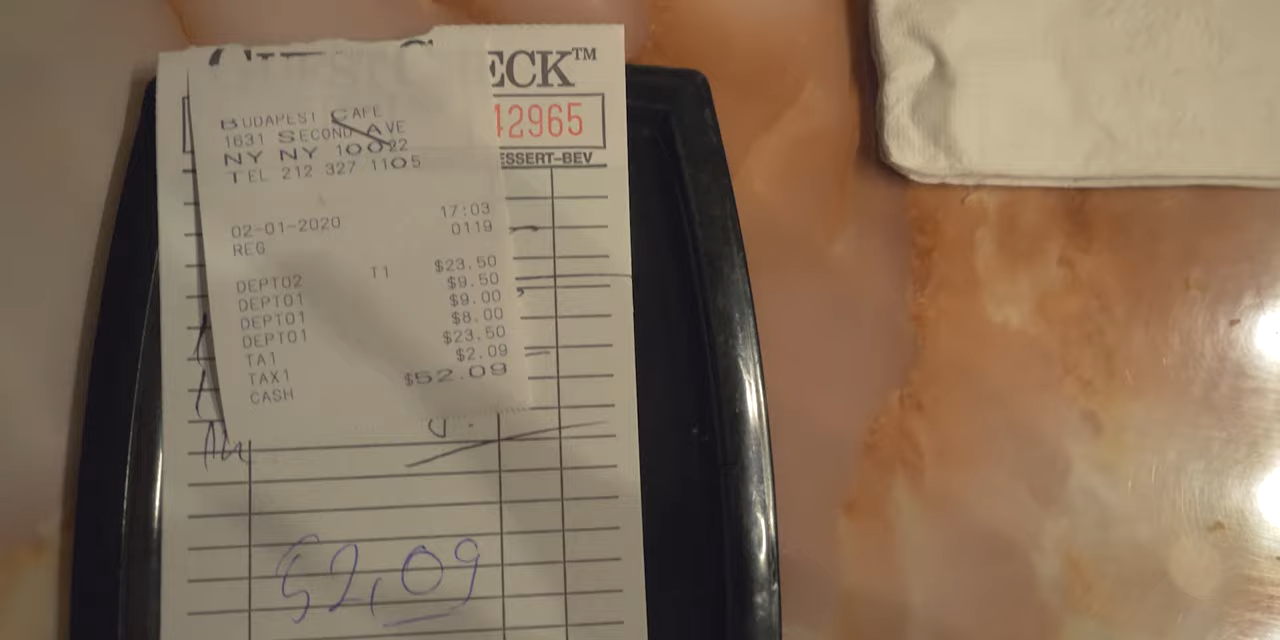 GUEST CHECK™
42965
ESSERT–BEV
BUDAPEST CAFE
1631 SECOND AVE
NY NY 10022
TEL 212 327 1105
17:03
02-01-2020 0119
REG
T1 $23.50
DEPT02 $9.50
DEPT01 $9.00
DEPT01 $8.00
DEPT01 $23.50
TA1 $2.09
TAX1 $52.09
CASH
52,09